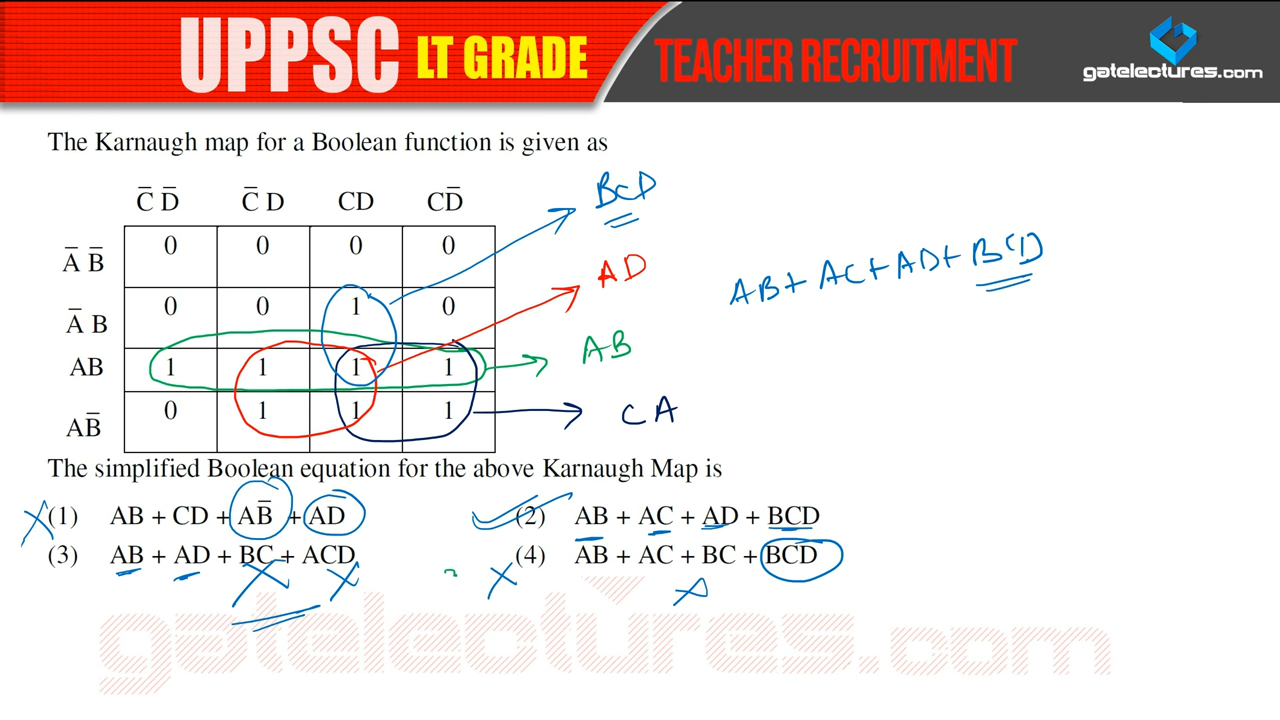 UPPSC LT GRADE TEACHER RECRUITMENT
gatelectures.com
The Karnaugh map for a Boolean function is given as
C̅ D̅ C̅ D CD CD̅
A̅ B̅ 0 0 0 0
A̅ B 0 0 1 0
AB 1 1 1 1
AB̅ 0 1 1 1
BCD
AD
AB
CA
AB + AC + AD + BCD
The simplified Boolean equation for the above Karnaugh Map is
(1) AB + CD + AB̅ + AD (2) AB + AC + AD + BCD
(3) AB + AD + BC + ACD (4) AB + AC + BC + BCD
gatelectures.com